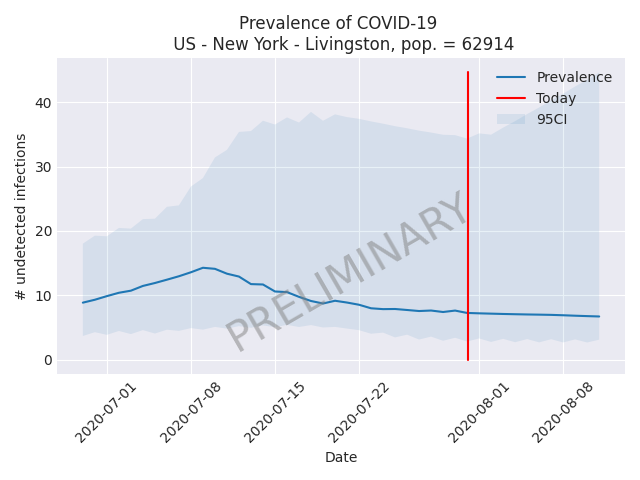 Prevalence of COVID-19
US - New York - Livingston, pop. = 62914
Prevalence
Today
95CI
# undetected infections
40
30
20
10
0
PRELIMINARY
2020-07-01
2020-07-08
2020-07-15
2020-07-22
2020-08-01
2020-08-08
Date